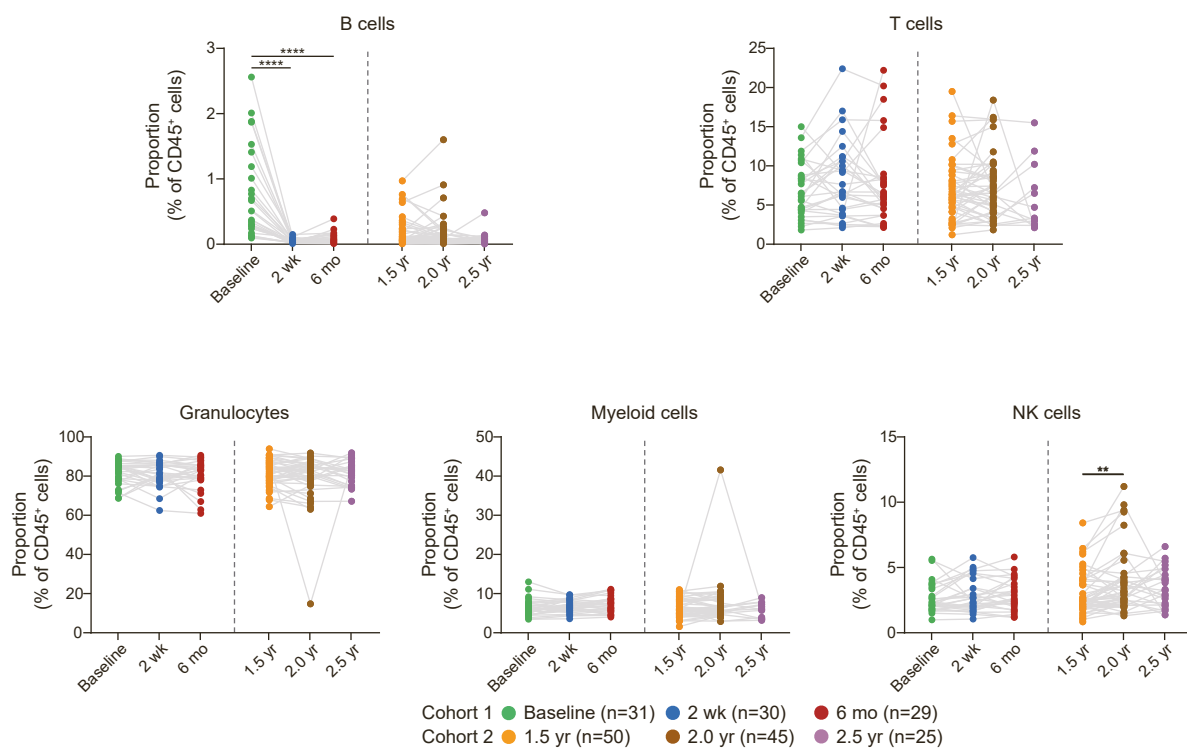 B cells
Proportion
(% of CD45⁺ cells)
3
2
1
0
****
****
Baseline
2 wk
6 mo
1.5 yr
2.0 yr
2.5 yr
T cells
Proportion
(% of CD45⁺ cells)
25
20
15
10
5
0
Baseline
2 wk
6 mo
1.5 yr
2.0 yr
2.5 yr
Granulocytes
Proportion
(% of CD45⁺ cells)
100
80
60
40
20
0
Baseline
2 wk
6 mo
1.5 yr
2.0 yr
2.5 yr
Myeloid cells
Proportion
(% of CD45⁺ cells)
50
40
30
20
10
0
Baseline
2 wk
6 mo
1.5 yr
2.0 yr
2.5 yr
NK cells
Proportion
(% of CD45⁺ cells)
15
10
5
0
**
Baseline
2 wk
6 mo
1.5 yr
2.0 yr
2.5 yr
Cohort 1 Baseline (n=31) 2 wk (n=30) 6 mo (n=29)
Cohort 2 1.5 yr (n=50) 2.0 yr (n=45) 2.5 yr (n=25)